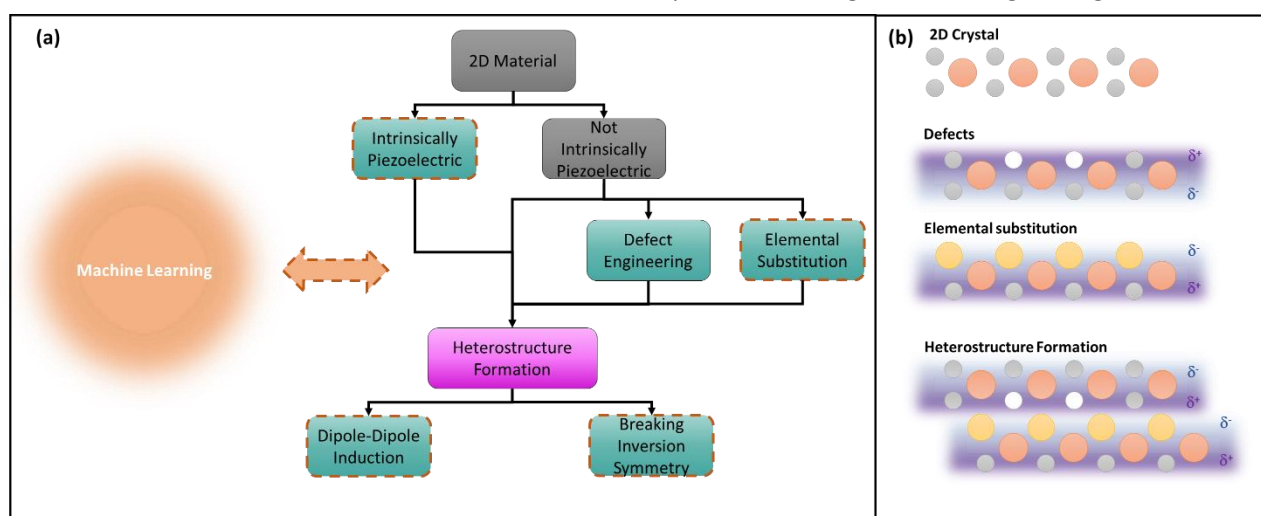 (a)
2D Material
Intrinsically
Piezoelectric
Not
Intrinsically
Piezoelectric
Machine Learning
Defect
Engineering
Elemental
Substitution
Heterostructure
Formation
Dipole-Dipole
Induction
Breaking
Inversion
Symmetry
(b)
2D Crystal
Defects
δ⁺
δ⁻
Elemental substitution
δ⁻
δ⁺
Heterostructure Formation
δ⁻
δ⁺
δ⁻
δ⁺